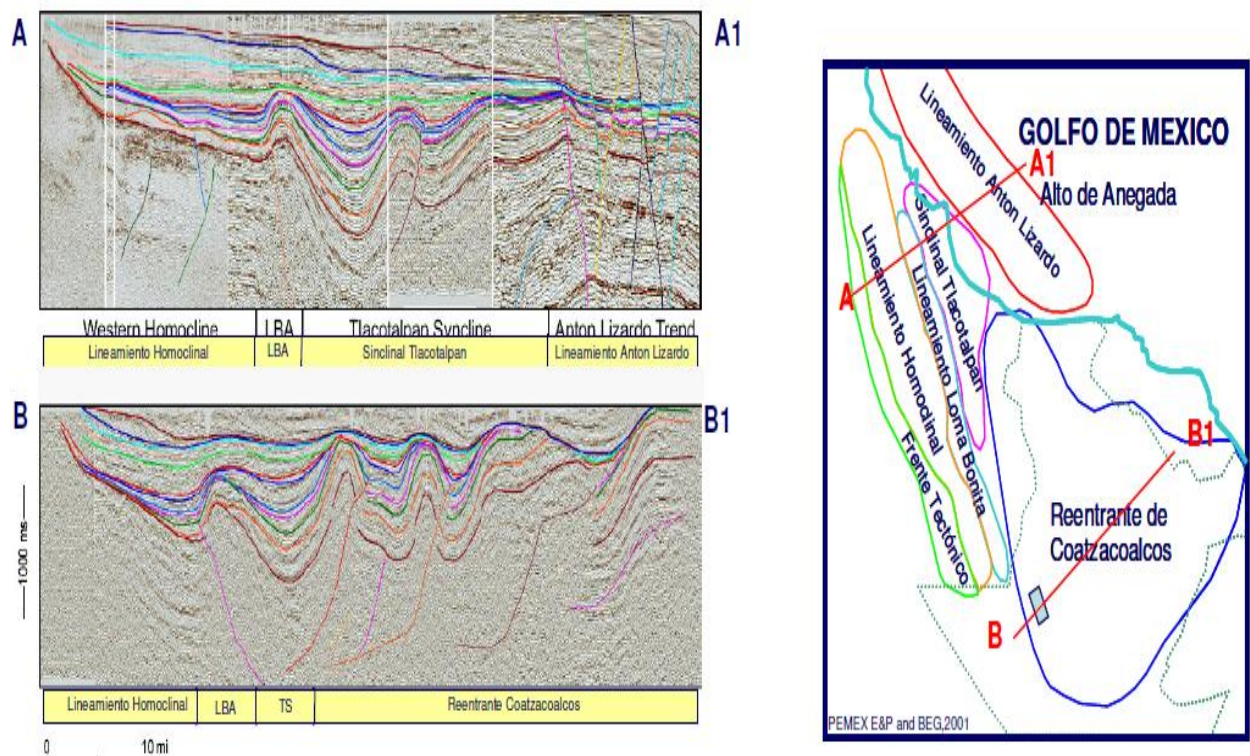 A
A1
Western Homocline
LBA
Tlacotalpan Syncline
Anton Lizardo Trend
Lineamiento Homoclinal
LBA
Sinclinal Tlacotalpan
Lineamiento Anton Lizardo
B
B1
1000 ms
Lineamiento Homoclinal
LBA
TS
Reentrante Coatzacoalcos
0
10 mi
Lineamiento Anton Lizardo
GOLFO DE MEXICO
A1
Alto de Anegada
Sinclinal Tlacotalpan
A
Lineamiento Homoclinal
Lineamiento Loma Bonita
Frente Tectónico
B1
Reentrante de
Coatzacoalcos
B
PEMEX E&P and BEG,2001